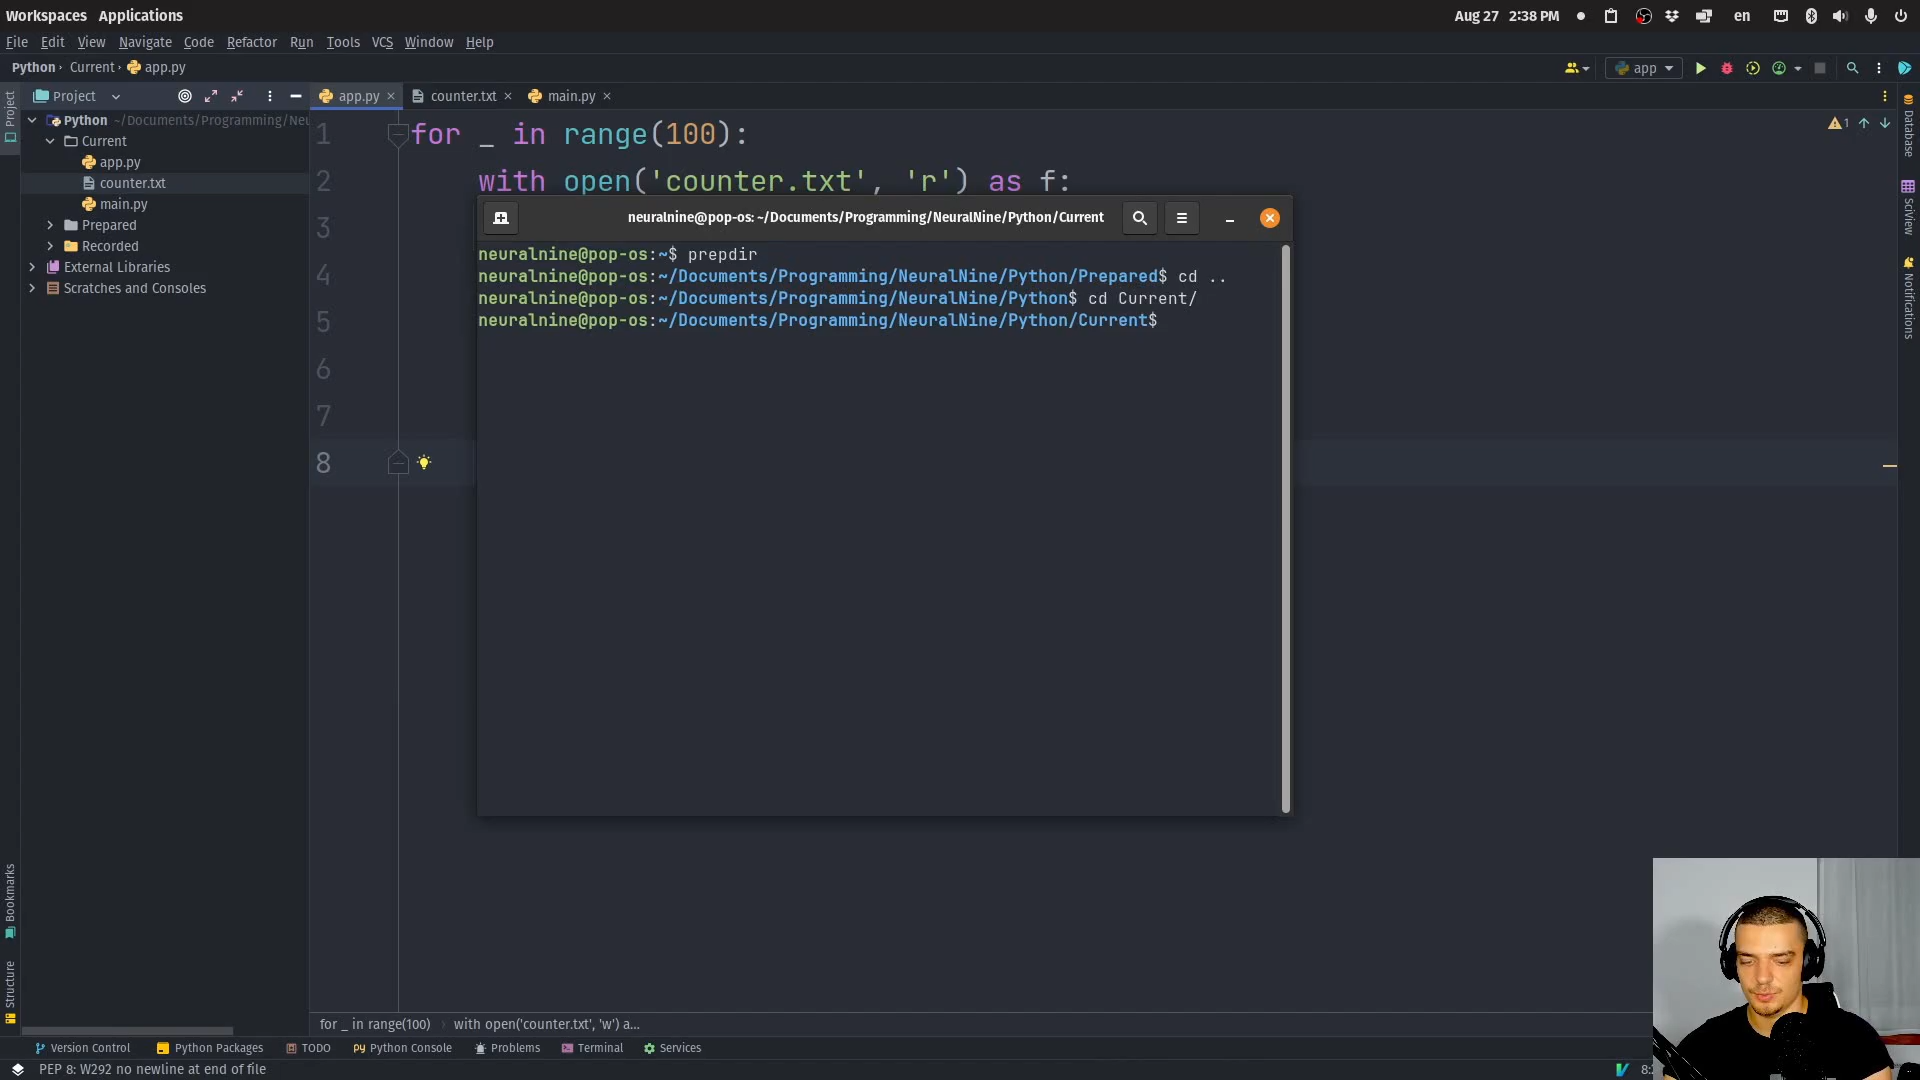 Workspaces Applications
Aug 27 2:38 PM
en
File Edit View Navigate Code Refactor Run Tools VCS Window Help
Python Current app.py
app
Project
app.py counter.txt main.py
Project
Python ~/Documents/Programming/Neu
Current
app.py
counter.txt
main.py
Prepared
Recorded
External Libraries
Scratches and Consoles
1 for _ in range(100):
2 with open('counter.txt', 'r') as f:
3
4
5
6
7
8
1
neuralnine@pop-os: ~/Documents/Programming/NeuralNine/Python/Current
neuralnine@pop-os:~$ prepdir
neuralnine@pop-os:~/Documents/Programming/NeuralNine/Python/Prepared$ cd ..
neuralnine@pop-os:~/Documents/Programming/NeuralNine/Python$ cd Current/
neuralnine@pop-os:~/Documents/Programming/NeuralNine/Python/Current$
Database
SciView
Notifications
Bookmarks
Structure
for _ in range(100) with open('counter.txt', 'w') a...
Version Control Python Packages TODO Python Console Problems Terminal Services
PEP 8: W292 no newline at end of file